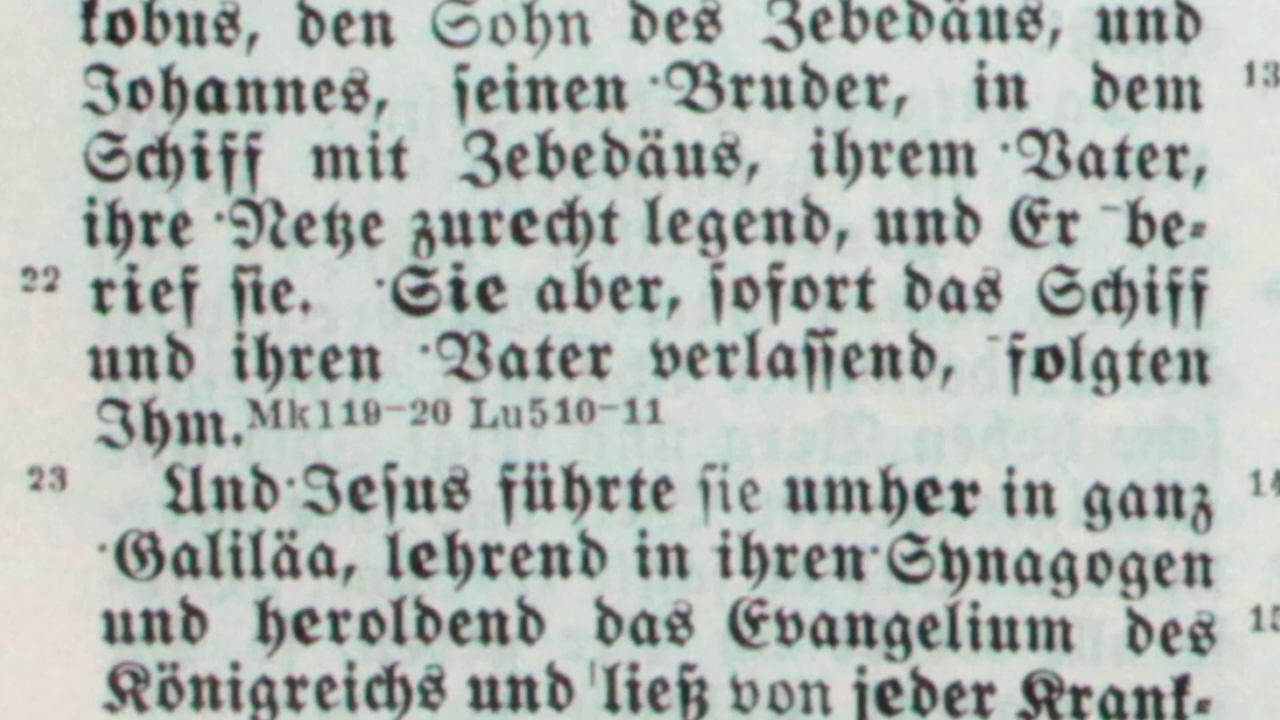 kobus, den Sohn des Zebedäus, und
Johannes, seinen ·Bruder, in dem 13
Schiff mit Zebedäus, ihrem ·Vater,
ihre ·Netze zurecht legend, und Er ⁻be-
22 rief sie. ·Sie aber, sofort das Schiff
und ihren ·Vater verlassend, ⁻folgten
Ihm.Mk119-20 Lu510-11
23 Und·Jesus führte sie umher in ganz 14
·Galiläa, lehrend in ihren·Synagogen
und heroldend das Evangelium des 15
Königreichs und 'ließ von jeder Krank-